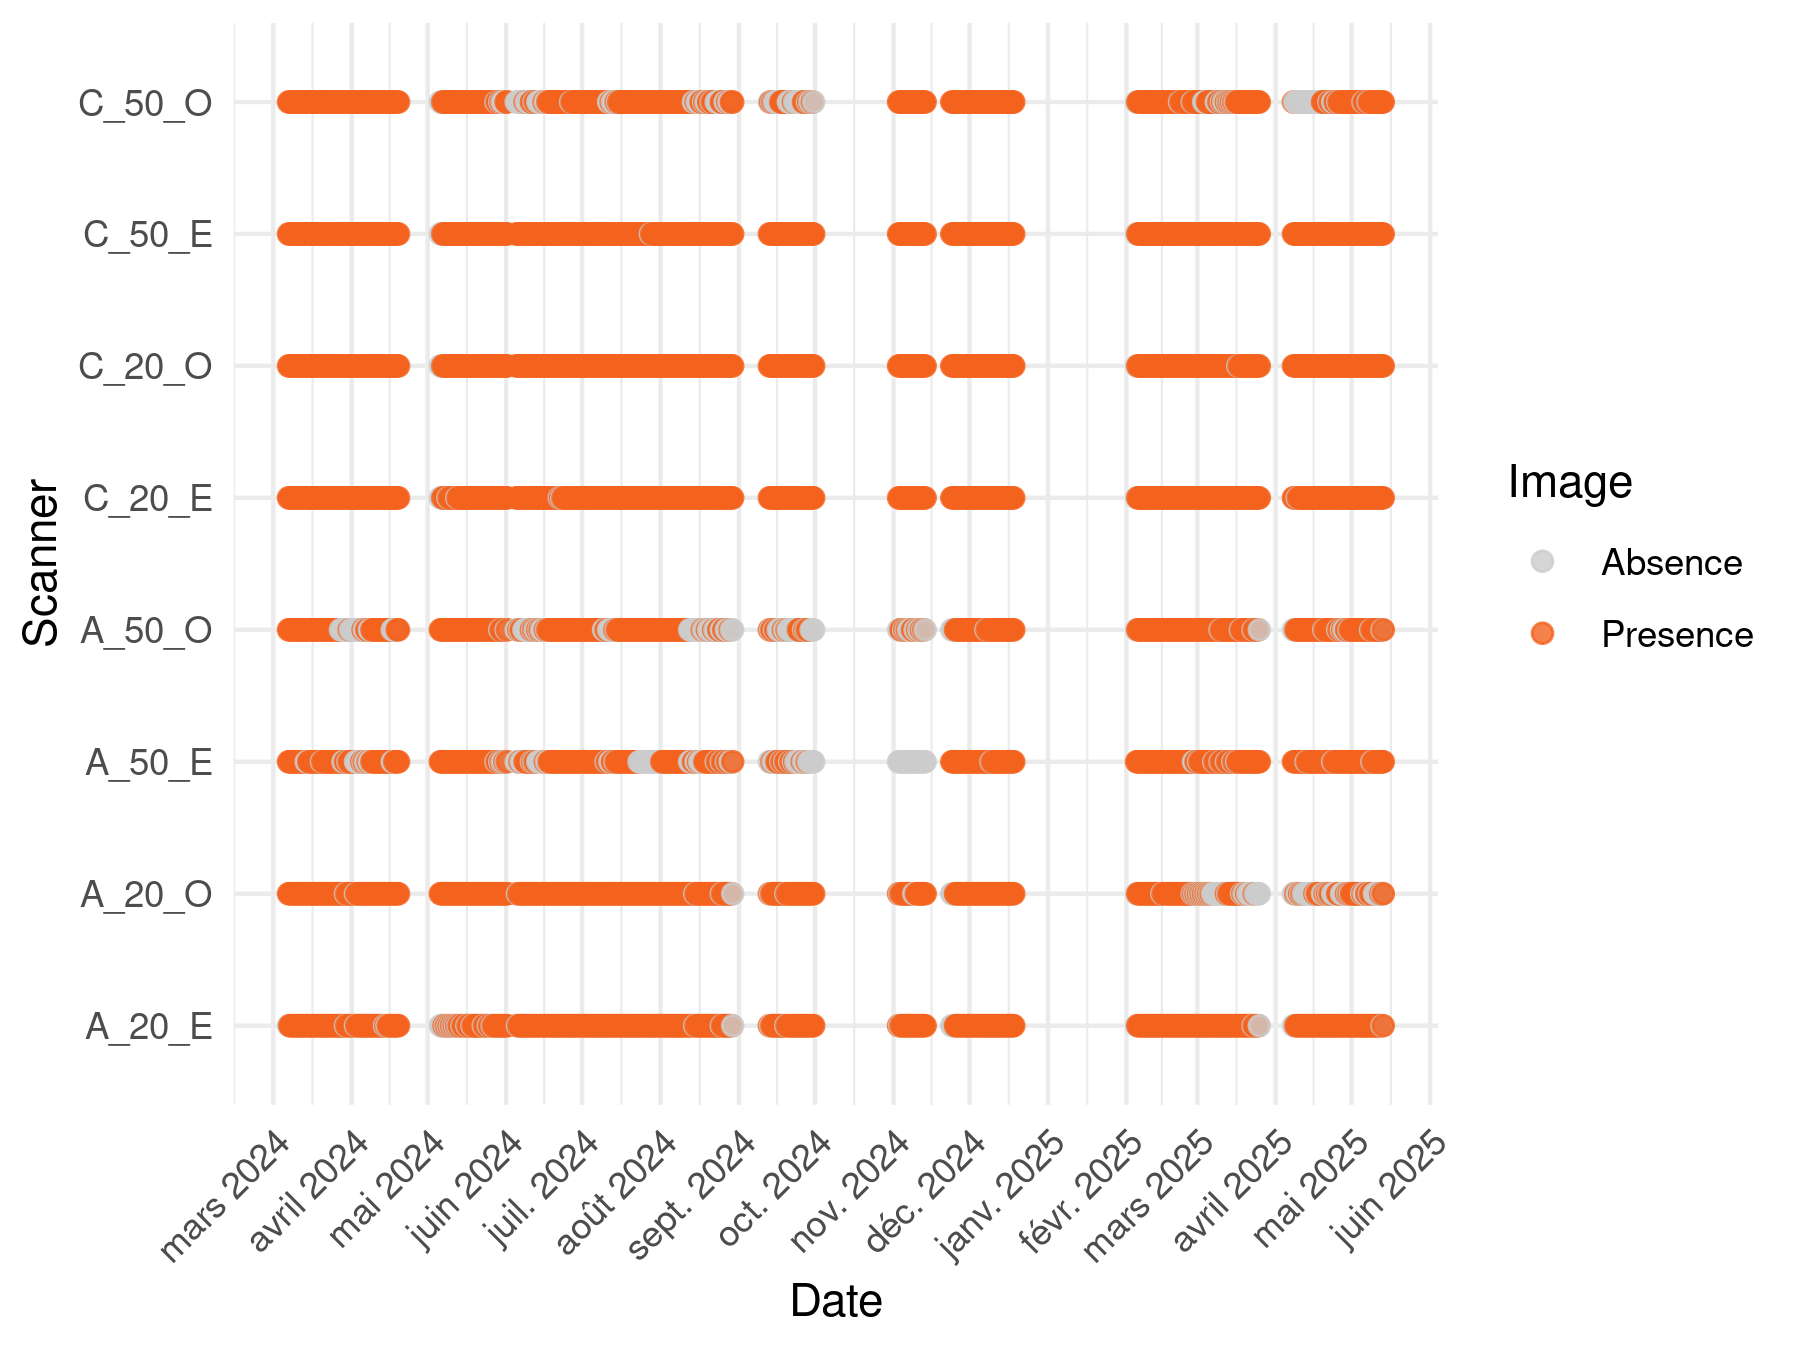 Scanner
C_50_O
C_50_E
C_20_O
C_20_E
A_50_O
A_50_E
A_20_O
A_20_E
mars 2024
avril 2024
mai 2024
juin 2024
juil. 2024
août 2024
sept. 2024
oct. 2024
nov. 2024
déc. 2024
janv. 2025
févr. 2025
mars 2025
avril 2025
mai 2025
juin 2025
Date
Image
Absence
Presence